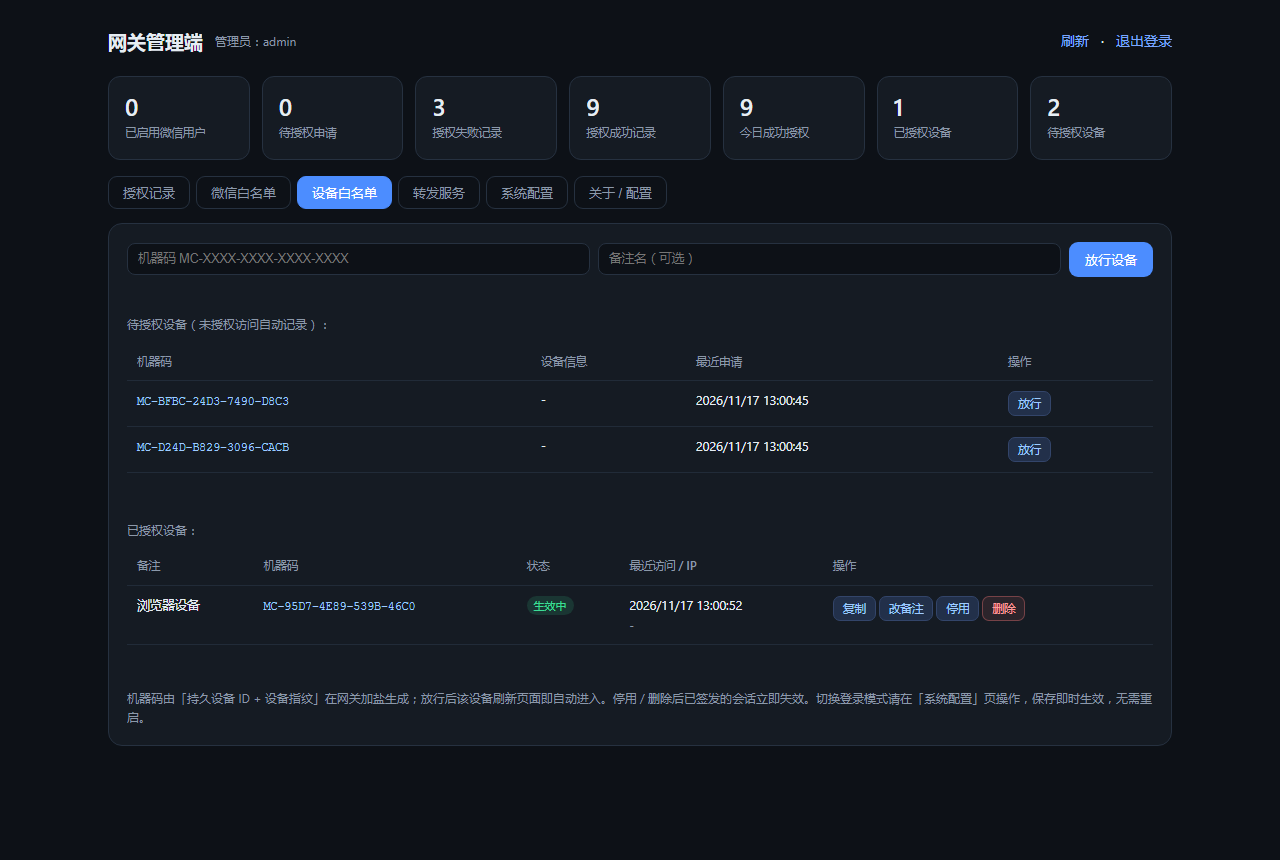 网关管理端 管理员：admin 刷新 · 退出登录
0 0 3 9 9 1 2
已启用微信用户 待授权申请 授权失败记录 授权成功记录 今日成功授权 已授权设备 待授权设备
授权记录 微信白名单 设备白名单 转发服务 系统配置 关于 / 配置
机器码 MC-XXXX-XXXX-XXXX-XXXX 备注名（可选） 放行设备
待授权设备（未授权访问自动记录）：
机器码 设备信息 最近申请 操作
MC-BFBC-24D3-7490-D8C3 - 2026/11/17 13:00:45 放行
MC-D24D-B829-3096-CACB - 2026/11/17 13:00:45 放行
已授权设备：
备注 机器码 状态 最近访问 / IP 操作
浏览器设备 MC-95D7-4E89-539B-46C0 生效中 2026/11/17 13:00:52 复制 改备注 停用 删除
-
机器码由「持久设备 ID + 设备指纹」在网关加盐生成；放行后该设备刷新页面即自动进入。停用 / 删除后已签发的会话立即失效。切换登录模式请在「系统配置」页操作，保存即时生效，无需重
启。